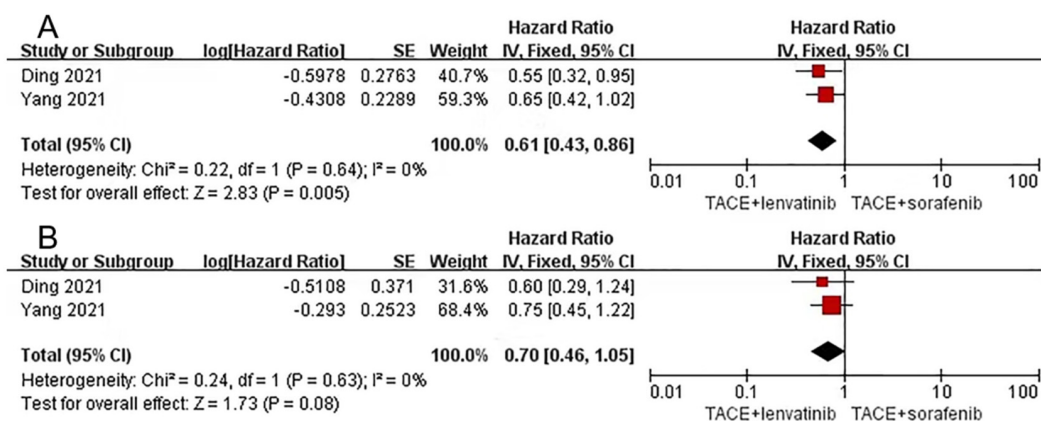 A
Hazard Ratio Hazard Ratio
Study or Subgroup log[Hazard Ratio] SE Weight IV, Fixed, 95% CI IV, Fixed, 95% CI
Ding 2021 -0.5978 0.2763 40.7% 0.55 [0.32, 0.95]
Yang 2021 -0.4308 0.2289 59.3% 0.65 [0.42, 1.02]
Total (95% CI) 100.0% 0.61 [0.43, 0.86]
Heterogeneity: Chi² = 0.22, df = 1 (P = 0.64); I² = 0%
Test for overall effect: Z = 2.83 (P = 0.005)
0.01 0.1 1 10 100
TACE+lenvatinib TACE+sorafenib
B
Hazard Ratio Hazard Ratio
Study or Subgroup log[Hazard Ratio] SE Weight IV, Fixed, 95% CI IV, Fixed, 95% CI
Ding 2021 -0.5108 0.371 31.6% 0.60 [0.29, 1.24]
Yang 2021 -0.293 0.2523 68.4% 0.75 [0.45, 1.22]
Total (95% CI) 100.0% 0.70 [0.46, 1.05]
Heterogeneity: Chi² = 0.24, df = 1 (P = 0.63); I² = 0%
Test for overall effect: Z = 1.73 (P = 0.08)
0.01 0.1 1 10 100
TACE+lenvatinib TACE+sorafenib